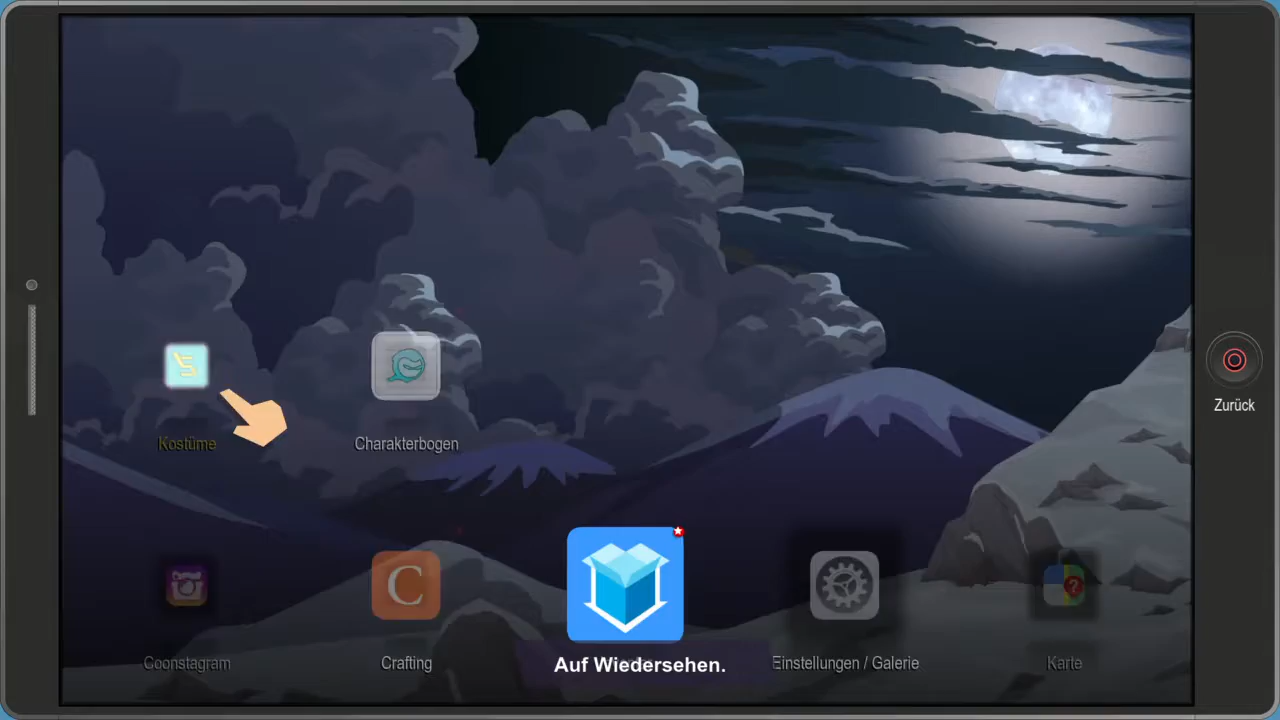 Zurück
Kostüme
Charakterbogen
C
?
Coonstagram
Crafting
Auf Wiedersehen.
Einstellungen / Galerie
Karte